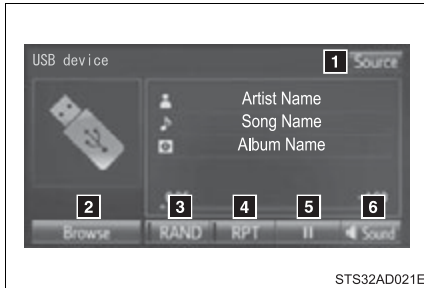 USB device
1 Source
Artist Name
Song Name
Album Name
2 3 4 5 6
Browse RAND RPT Sound
STS32AD021E